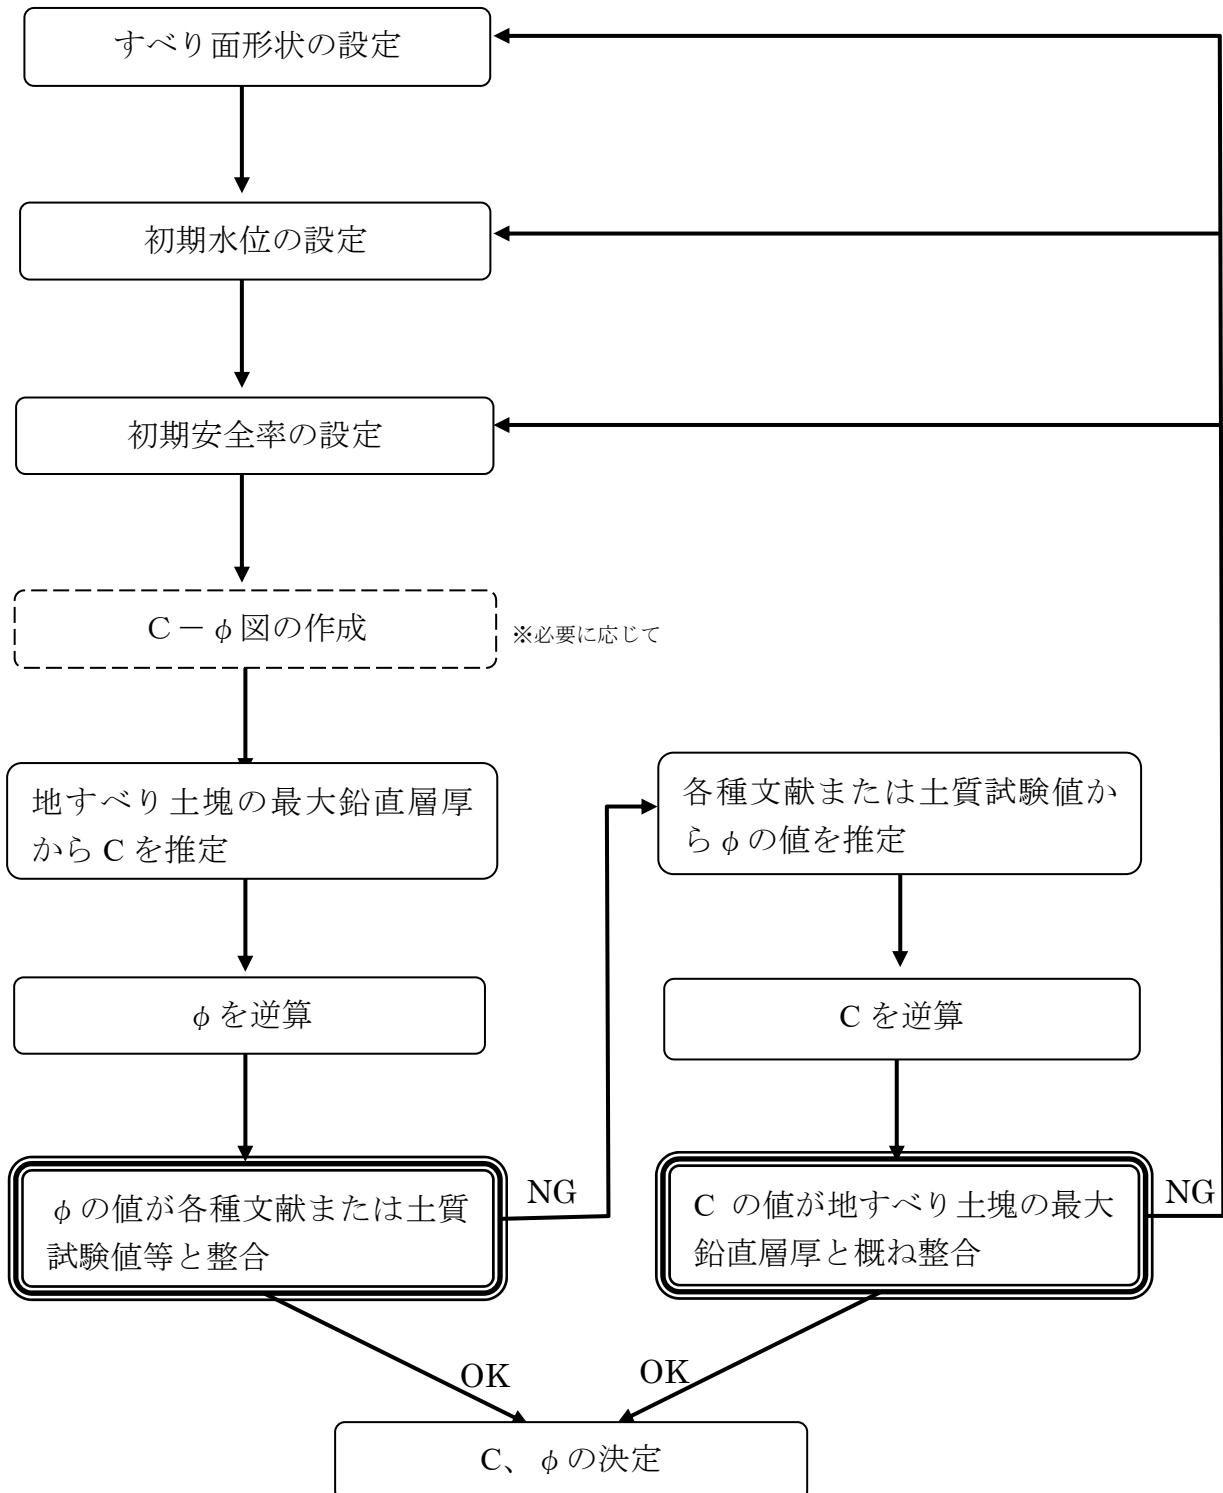 すべり面形状の設定
初期水位の設定
初期安全率の設定
C－φ図の作成
※必要に応じて
地すべり土塊の最大鉛直層厚
から C を推定
φを逆算
φの値が各種文献または土質
試験値等と整合
NG
各種文献または土質試験値か
らφの値を推定
C を逆算
C の値が地すべり土塊の最大
鉛直層厚と概ね整合
NG
OK
OK
C、φの決定